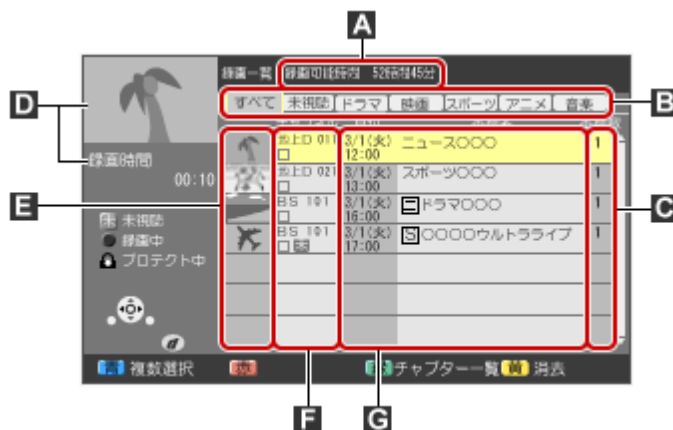 A
録画一覧 録画可能時間 52時間45分
D
すべて 未視聴 ドラマ 映画 スポーツ アニメ 音楽
B
地上D 011 3/1(火) 12:00 ニュース○○○ 1
録画時間
00:10
地上D 021 3/1(火) 13:00 スポーツ○○○ 1
E
C
BS 101 3/1(火) 16:00 二ドラマ○○○ 1
未視聴
録画中
BS 101 3/1(火) 17:00 S○○○○ウルトラライブ 1
プロテクト中
d
青 複数選択 赤 緑 チャプター一覧 黄 消去
F
G